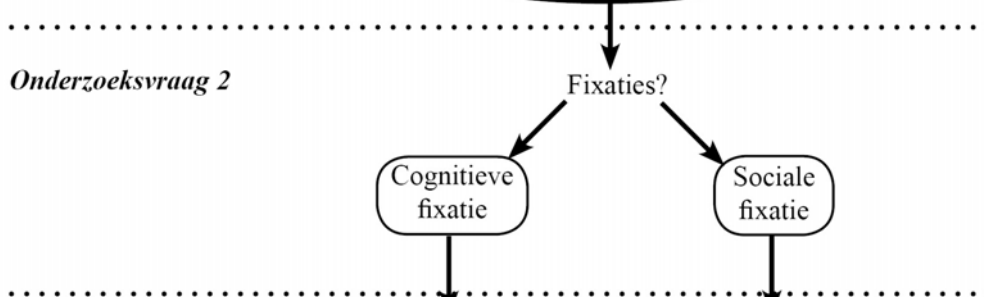 Onderzoeksvraag 2
Fixaties?
Cognitieve
fixatie
Sociale
fixatie